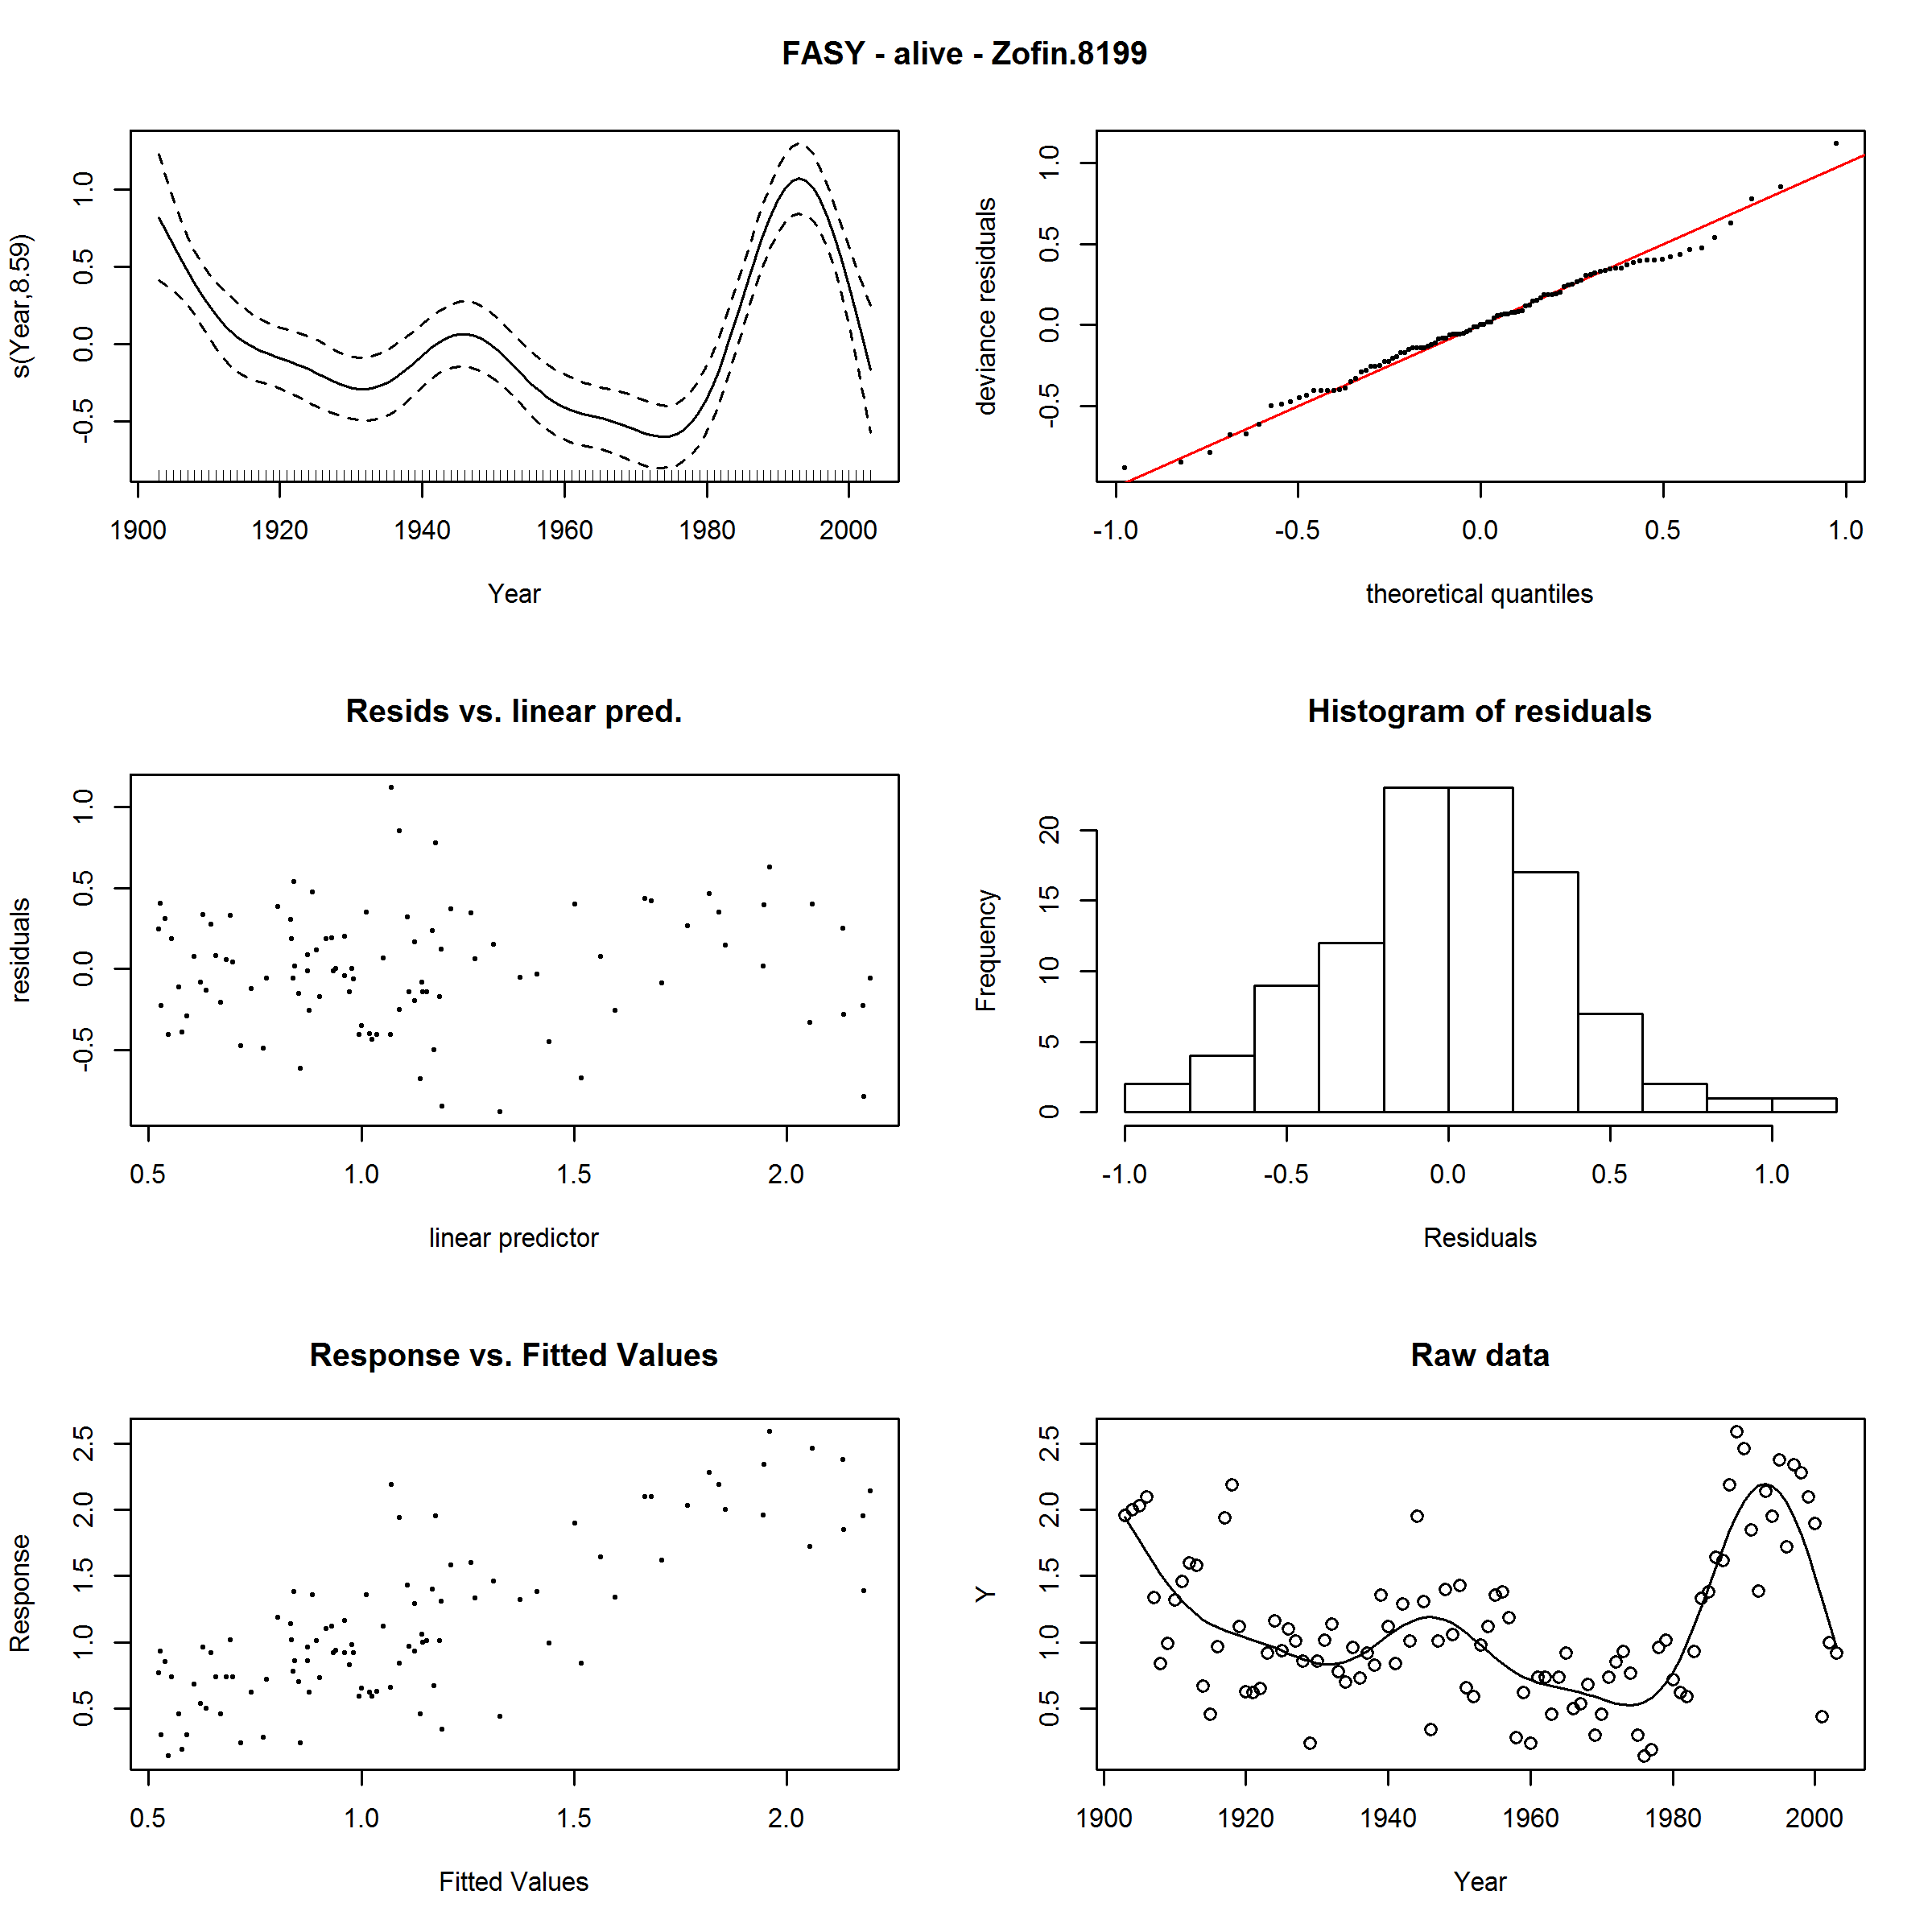 FASY - alive - Zofin.8199
s(Year,8.59)
-0.5 0.0 0.5 1.0
1900 1920 1940 1960 1980 2000
Year
deviance residuals
-0.5 0.0 0.5 1.0
-1.0 -0.5 0.0 0.5 1.0
theoretical quantiles
Resids vs. linear pred.
residuals
-0.5 0.0 0.5 1.0
0.5 1.0 1.5 2.0
linear predictor
Histogram of residuals
Frequency
0 5 10 15 20
-1.0 -0.5 0.0 0.5 1.0
Residuals
Response vs. Fitted Values
Response
0.5 1.0 1.5 2.0 2.5
0.5 1.0 1.5 2.0
Fitted Values
Raw data
Y
0.5 1.0 1.5 2.0 2.5
1900 1920 1940 1960 1980 2000
Year